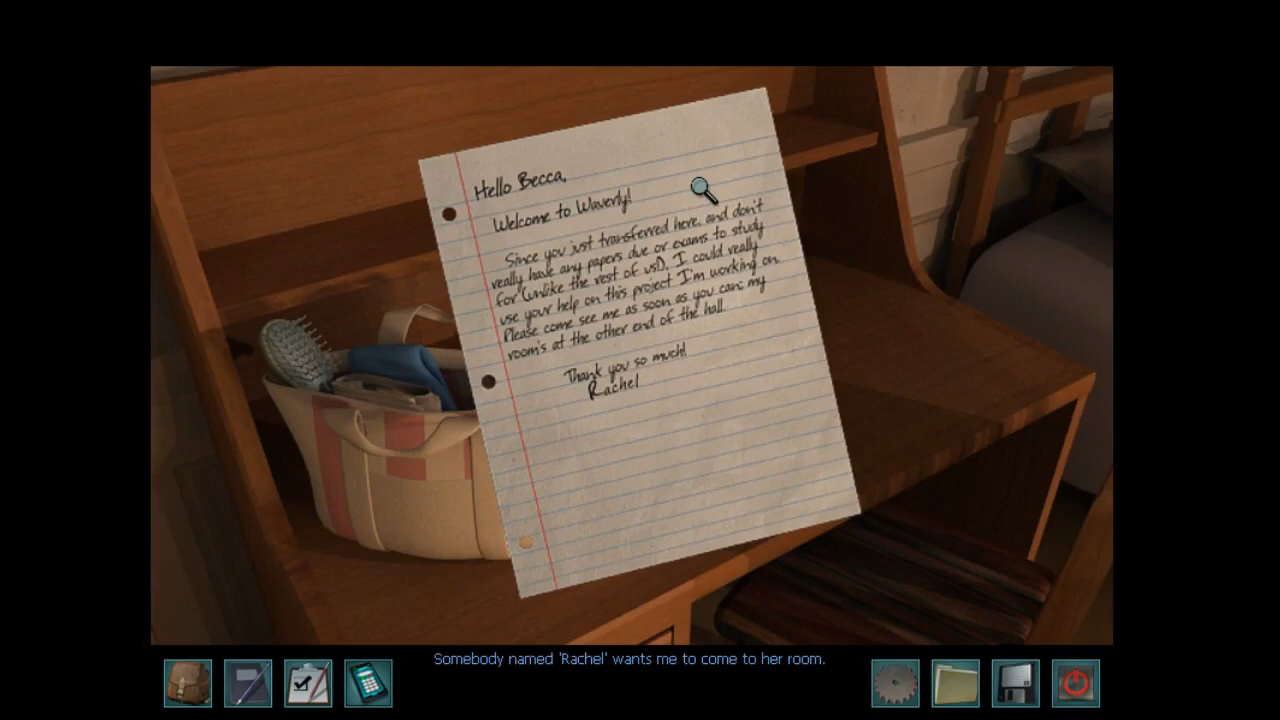 Hello Becca,
Welcome to Waverly!
Since you just transferred here, and don't
really have any papers due or exams to study
for (unlike the rest of us!), I could really
use your help on this project I'm working on.
Please come see me as soon as you can; my
room's at the other end of the hall.
Thank you so much!
Rachel
Somebody named 'Rachel' wants me to come to her room.